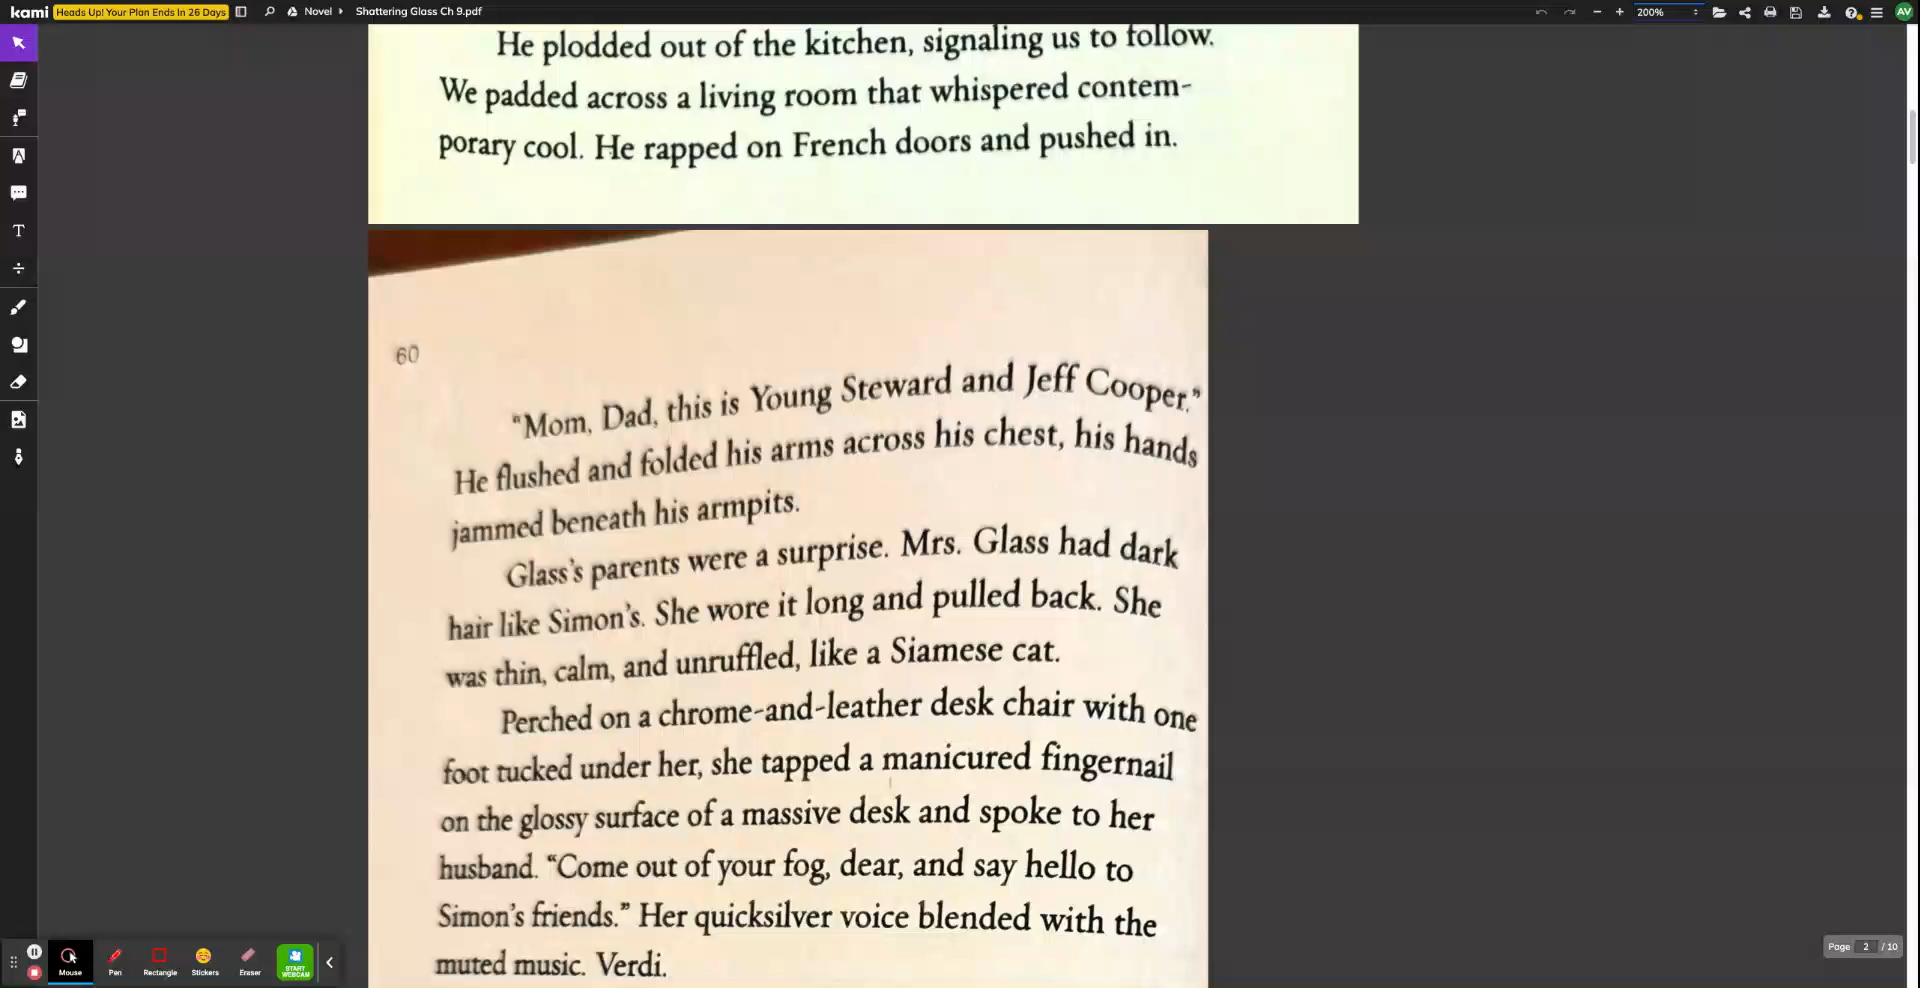 kami Heads Up! Your Plan Ends In 26 Days Novel Shattering Glass Ch 9.pdf 200% AV
He plodded out of the kitchen, signaling us to follow.
We padded across a living room that whispered contem-
porary cool. He rapped on French doors and pushed in.
60
“Mom, Dad, this is Young Steward and Jeff Cooper.”
He flushed and folded his arms across his chest, his hands
jammed beneath his armpits.
Glass’s parents were a surprise. Mrs. Glass had dark
hair like Simon’s. She wore it long and pulled back. She
was thin, calm, and unruffled, like a Siamese cat.
Perched on a chrome-and-leather desk chair with one
foot tucked under her, she tapped a manicured fingernail
on the glossy surface of a massive desk and spoke to her
husband. “Come out of your fog, dear, and say hello to
Simon’s friends.” Her quicksilver voice blended with the
muted music. Verdi.
Page 2 / 10
Mouse Pen Rectangle Stickers Eraser START WEBCAM